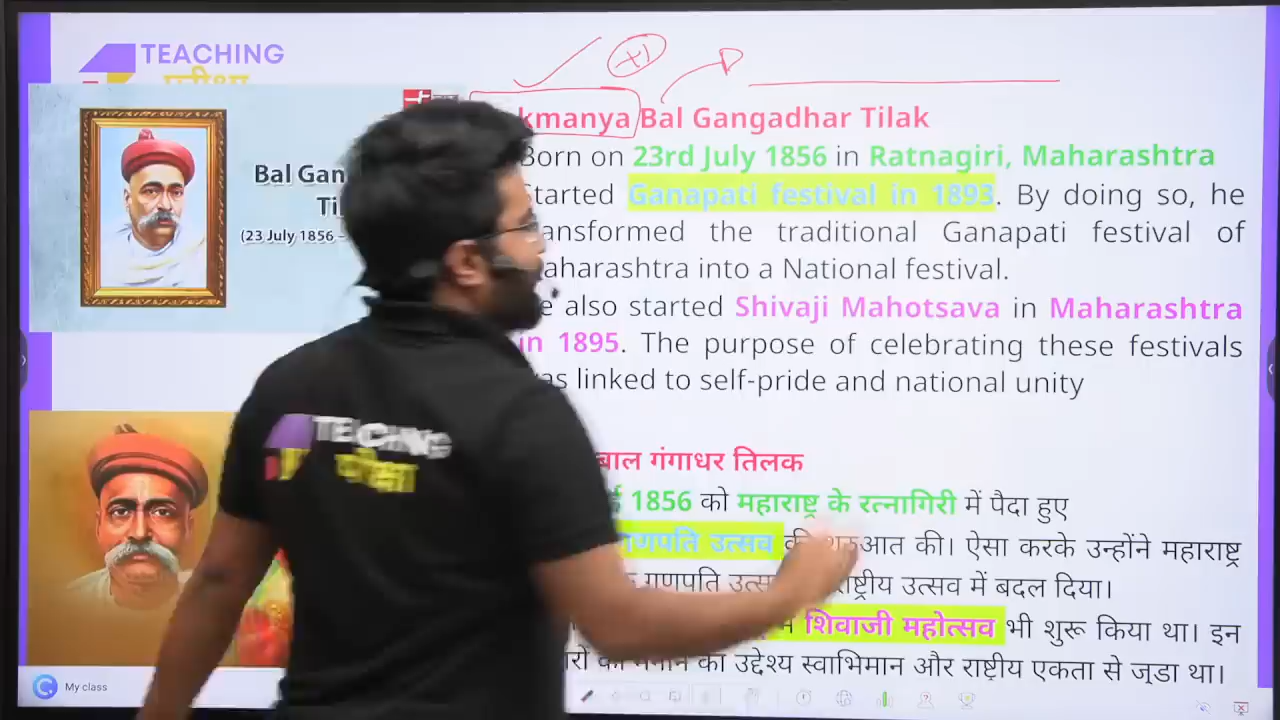 TEACHING
परीक्षा
Bal Gan
(23 July 1856 –
kmanya Bal Gangadhar Tilak
Born on 23rd July 1856 in Ratnagiri, Maharashtra
tarted Ganapati festival in 1893. By doing so, he
ansformed the traditional Ganapati festival of
aharashtra into a National festival.
e also started Shivaji Mahotsava in Maharashtra
in 1895. The purpose of celebrating these festivals
as linked to self-pride and national unity
बाल गंगाधर तिलक
1856 को महाराष्ट्र के रत्नागिरी में पैदा हुए
गणपति उत्सव की शुरुआत की। ऐसा करके उन्होंने महाराष्ट्र
गणपति उत्स राष्ट्रीय उत्सव में बदल दिया।
में शिवाजी महोत्सव भी शुरू किया था। इन
को मनाने का उद्देश्य स्वाभिमान और राष्ट्रीय एकता से जुड़ा था।
TEACHING
परीक्षा
My class